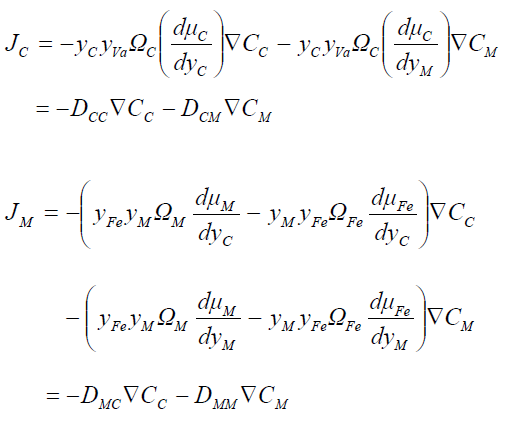 J_C = −y_C y_Va Ω_C (dμ_C / dy_C) ∇C_C − y_C y_Va Ω_C (dμ_C / dy_M) ∇C_M
= −D_CC ∇C_C − D_CM ∇C_M
J_M = −( y_Fe y_M Ω_M dμ_M / dy_C − y_M y_Fe Ω_Fe dμ_Fe / dy_C ) ∇C_C
−( y_Fe y_M Ω_M dμ_M / dy_M − y_M y_Fe Ω_Fe dμ_Fe / dy_M ) ∇C_M
= −D_MC ∇C_C − D_MM ∇C_M